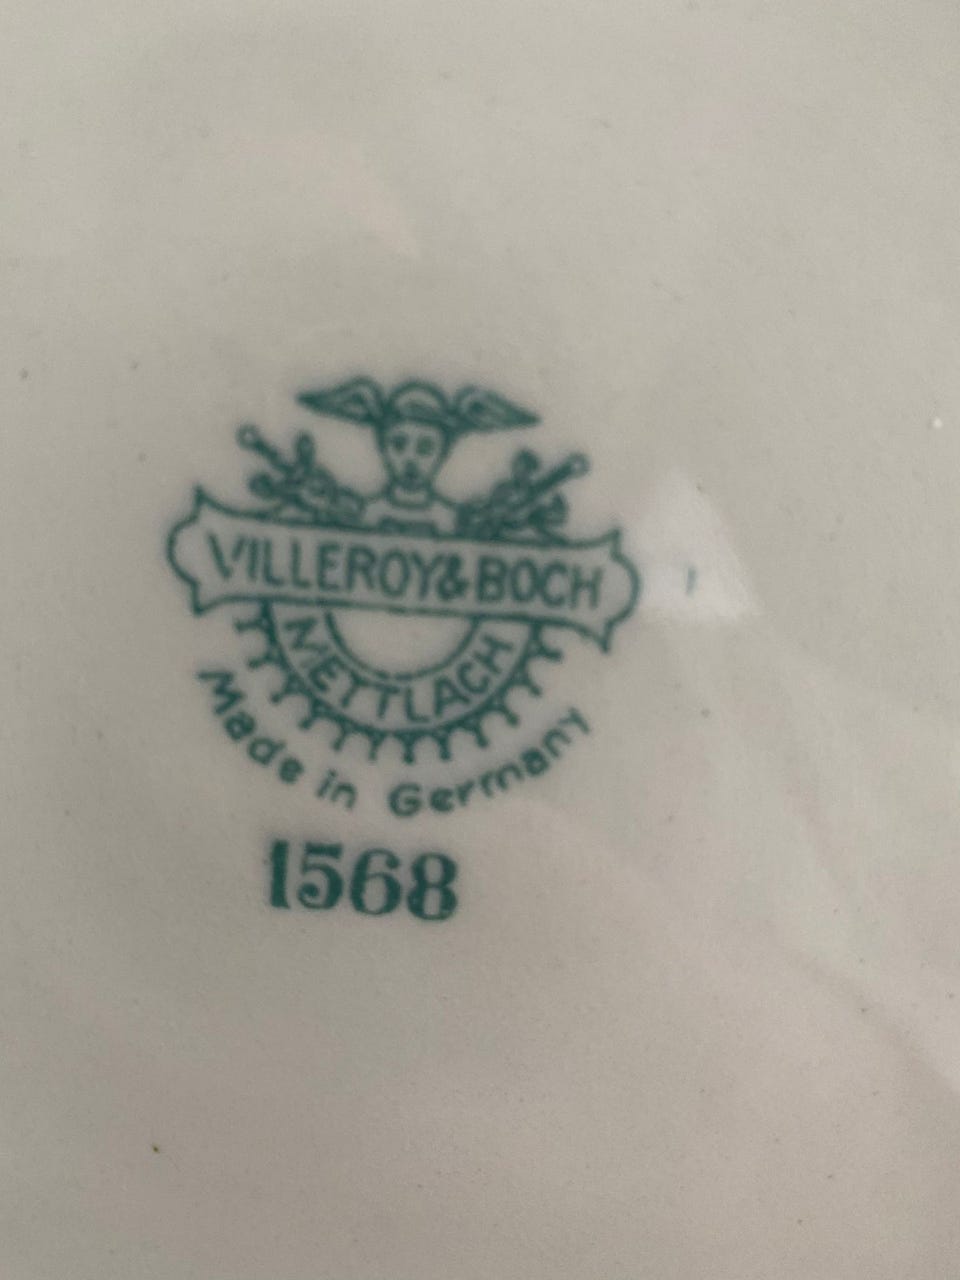 VILLEROY&BOCH
METTLACH
Made in Germany
1568